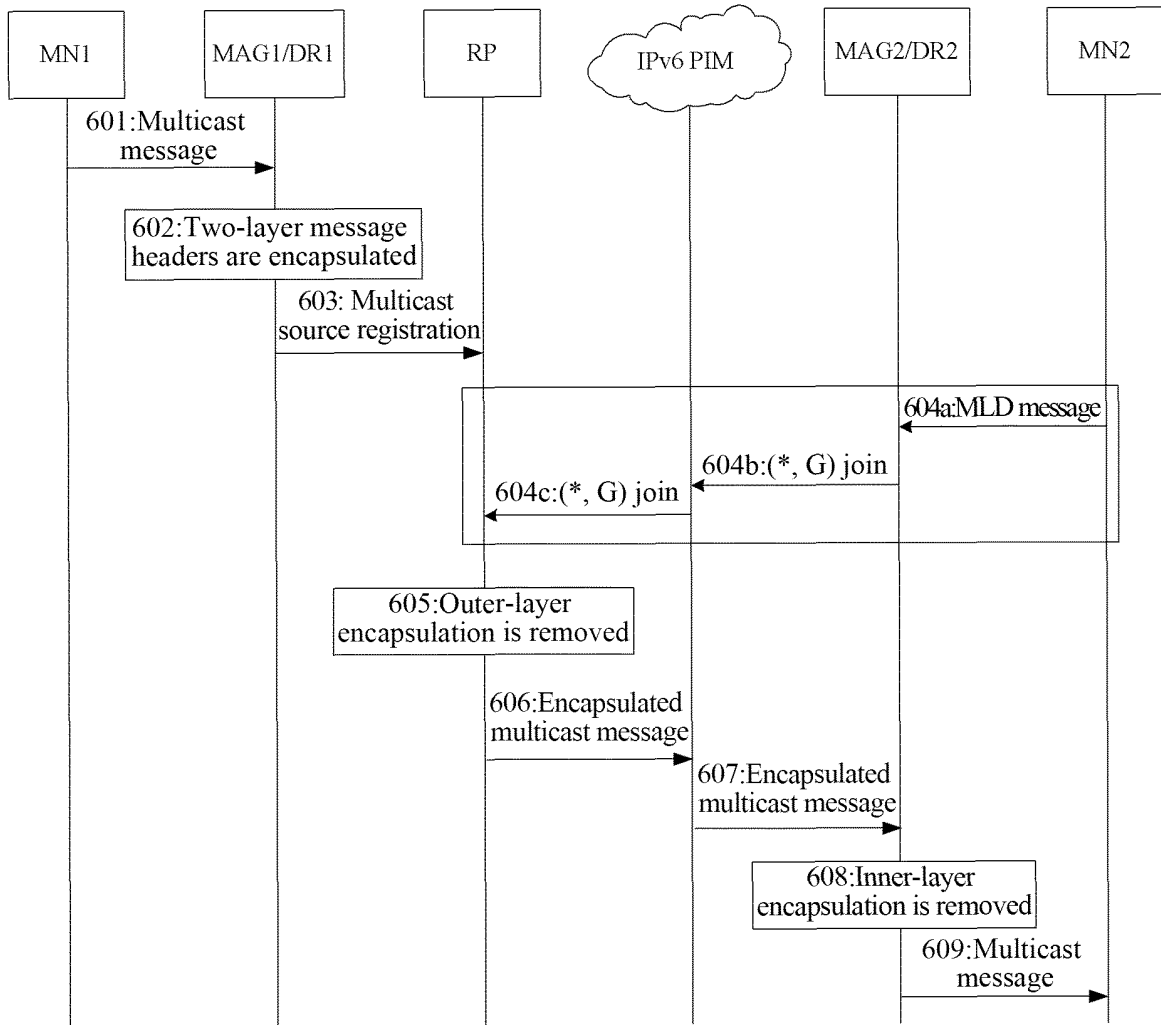 MN1
MAG1/DR1
RP
IPv6 PIM
MAG2/DR2
MN2
601:Multicast
message
602:Two-layer message
headers are encapsulated
603: Multicast
source registration
604a:MLD message
604b:(*, G) join
604c:(*, G) join
605:Outer-layer
encapsulation is removed
606:Encapsulated
multicast message
607:Encapsulated
multicast message
608:Inner-layer
encapsulation is removed
609:Multicast
message